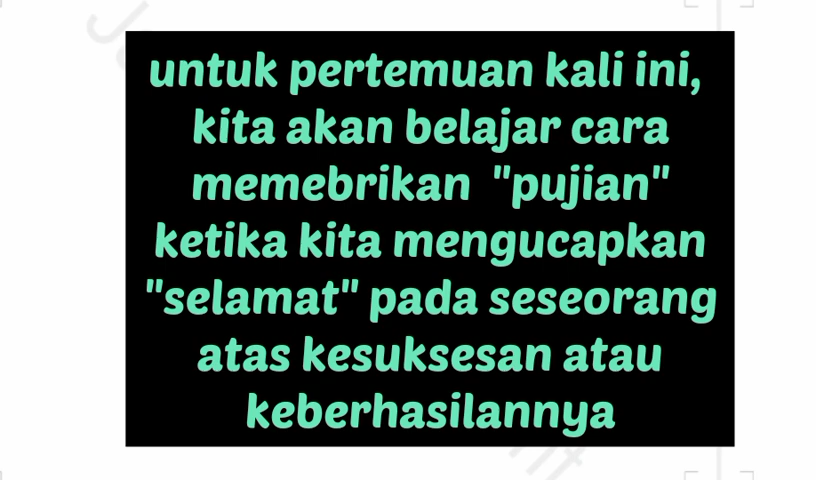 untuk pertemuan kali ini,
kita akan belajar cara
memebrikan "pujian"
ketika kita mengucapkan
"selamat" pada seseorang
atas kesuksesan atau
keberhasilannya